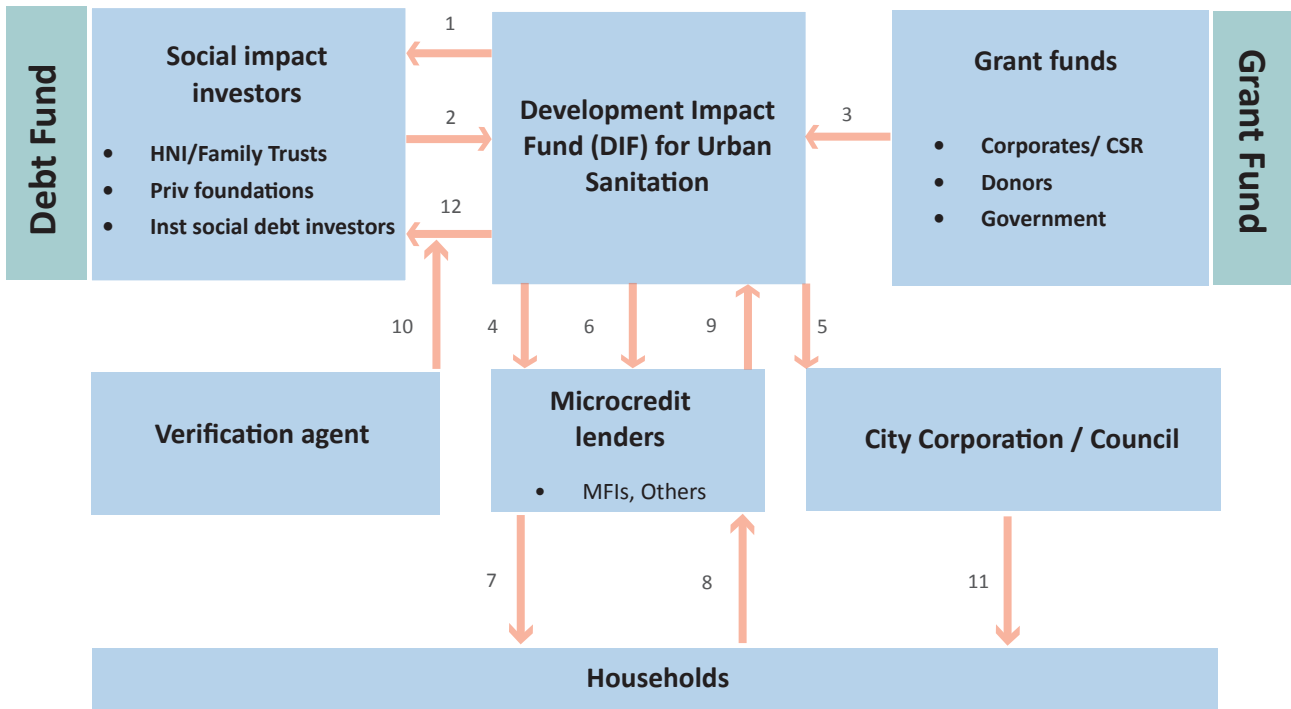 Debt Fund
Social impact
investors
• HNI/Family Trusts
• Priv foundations
• Inst social debt investors
1
2
12
Development Impact
Fund (DIF) for Urban
Sanitation
3
Grant funds
• Corporates/ CSR
• Donors
• Government
Grant Fund
10
4
6
9
5
Verification agent
Microcredit
lenders
• MFIs, Others
City Corporation / Council
7
8
11
Households